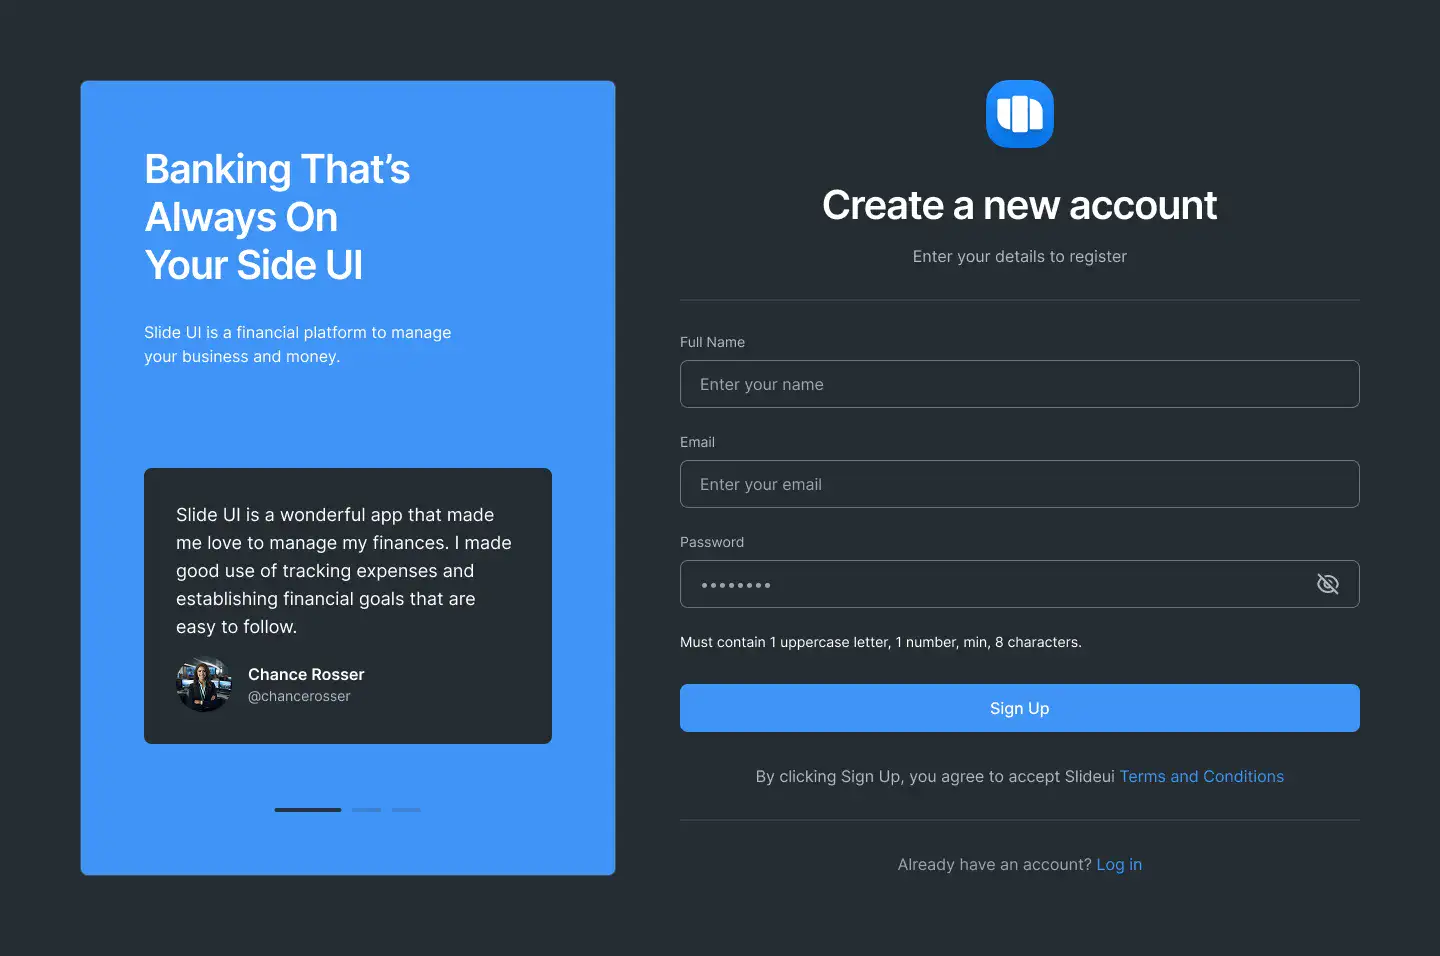 Banking That’s
Always On
Your Side UI
Slide UI is a financial platform to manage
your business and money.
Slide UI is a wonderful app that made
me love to manage my finances. I made
good use of tracking expenses and
establishing financial goals that are
easy to follow.
Chance Rosser
@chancerosser
Create a new account
Enter your details to register
Full Name
Enter your name
Email
Enter your email
Password
••••••••
Must contain 1 uppercase letter, 1 number, min, 8 characters.
Sign Up
By clicking Sign Up, you agree to accept Slideui Terms and Conditions
Already have an account? Log in